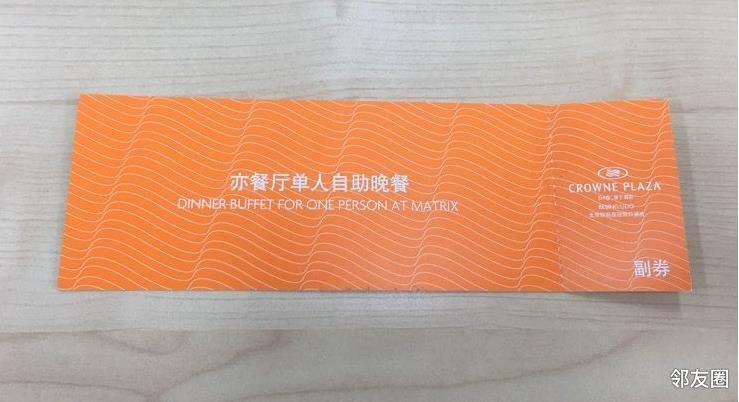 亦餐厅单人自助晚餐
DINNER BUFFET FOR ONE PERSON AT MATRIX
CROWNE PLAZA
副券
邻友圈